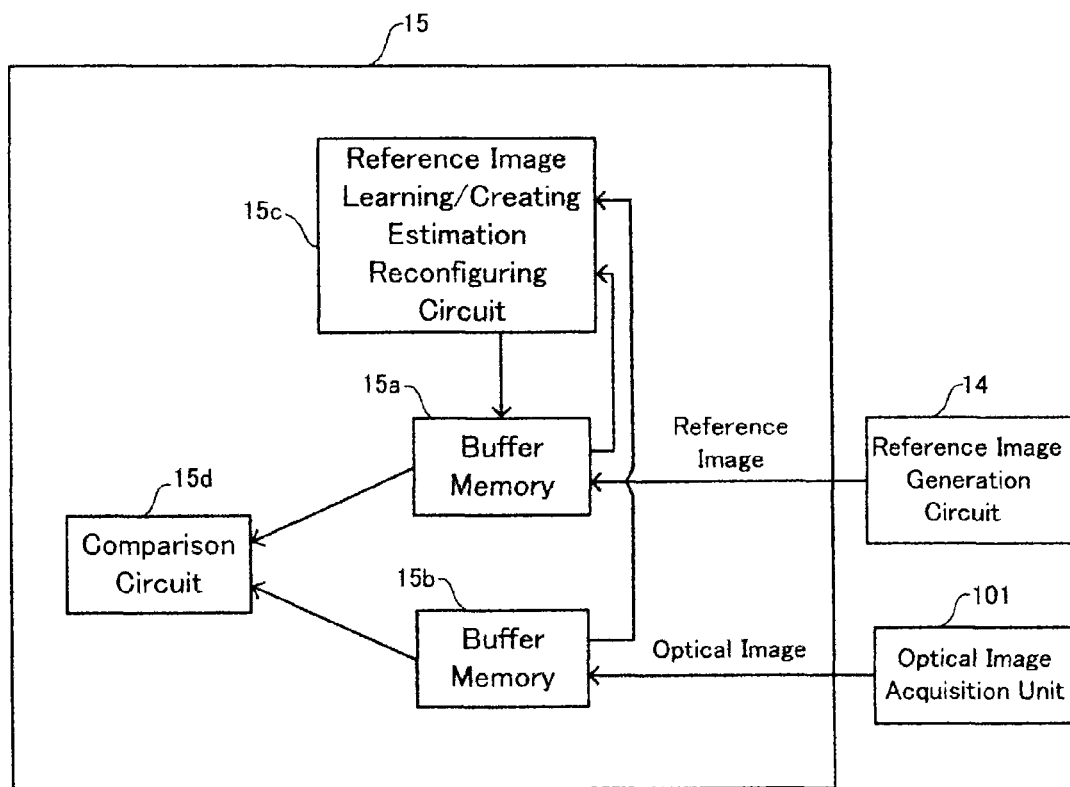 15
Reference Image
Learning/Creating
Estimation
Reconfiguring
Circuit
15c
15a
Buffer
Memory
Reference
Image
14
Reference Image
Generation
Circuit
15d
Comparison
Circuit
15b
Buffer
Memory
Optical Image
101
Optical Image
Acquisition Unit